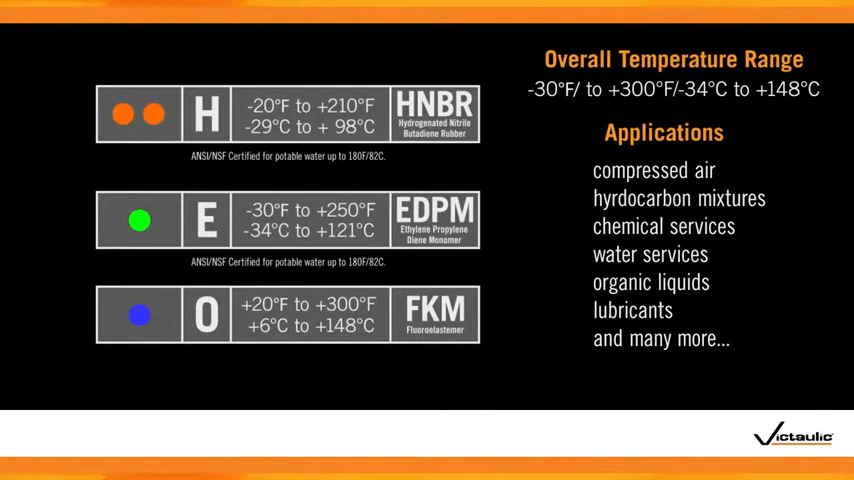 Overall Temperature Range
-30°F/ to +300°F/-34°C to +148°C
H
-20°F to +210°F
-29°C to + 98°C
HNBR
Hydrogenated Nitrile
Butadiene Rubber
ANSI/NSF Certified for potable water up to 180F/82C.
E
-30°F to +250°F
-34°C to +121°C
EDPM
Ethylene Propylene
Diene Monomer
ANSI/NSF Certified for potable water up to 180F/82C.
O
+20°F to +300°F
+6°C to +148°C
FKM
Fluoroelastemer
Applications
compressed air
hyrdocarbon mixtures
chemical services
water services
organic liquids
lubricants
and many more...
Victaulic